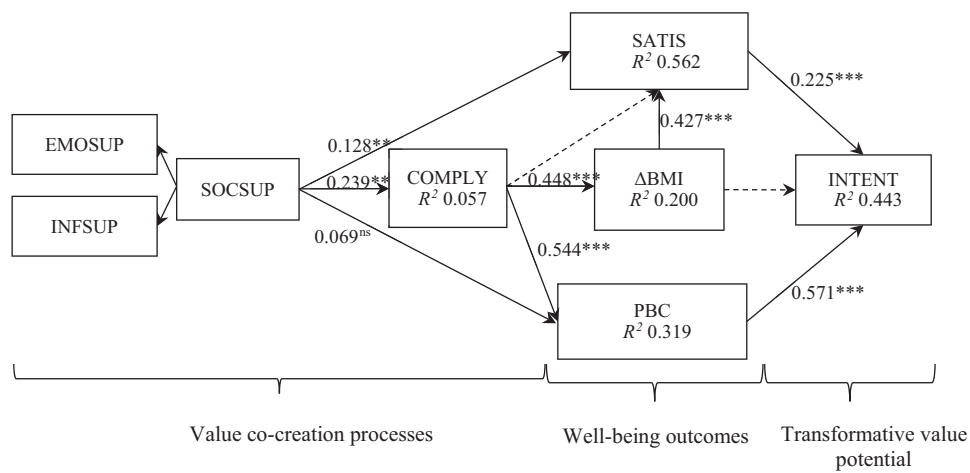 SATIS
R² 0.562
0.225***
EMOSUP
0.427***
0.128**
SOCSUP
0.239**
COMPLY
R² 0.057
0.448***
ΔBMI
R² 0.200
INTENT
R² 0.443
INFSUP
0.069ns
0.544***
0.571***
PBC
R² 0.319
Value co-creation processes
Well-being outcomes
Transformative value
potential